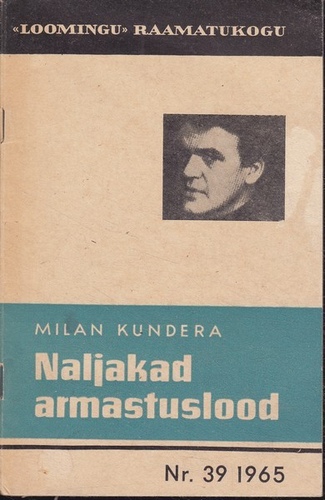 «LOOMINGU» RAAMATUKOGU
MILAN KUNDERA
Naljakad
armastuslood
Nr. 39 1965